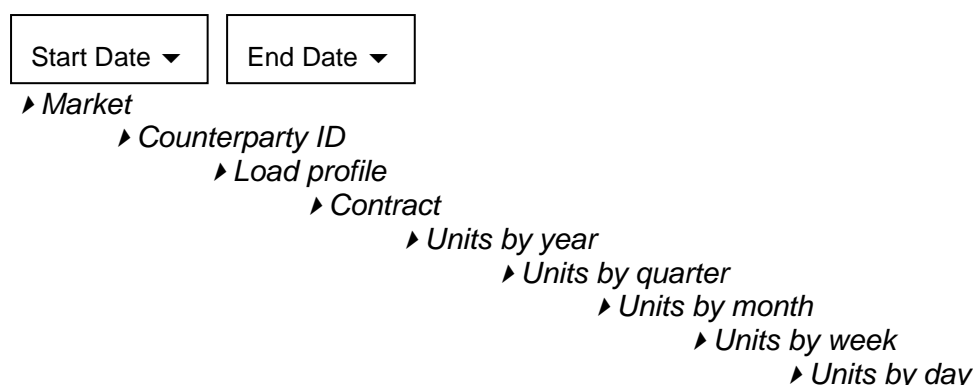 Start Date End Date
Market
Counterparty ID
Load profile
Contract
Units by year
Units by quarter
Units by month
Units by week
Units by day